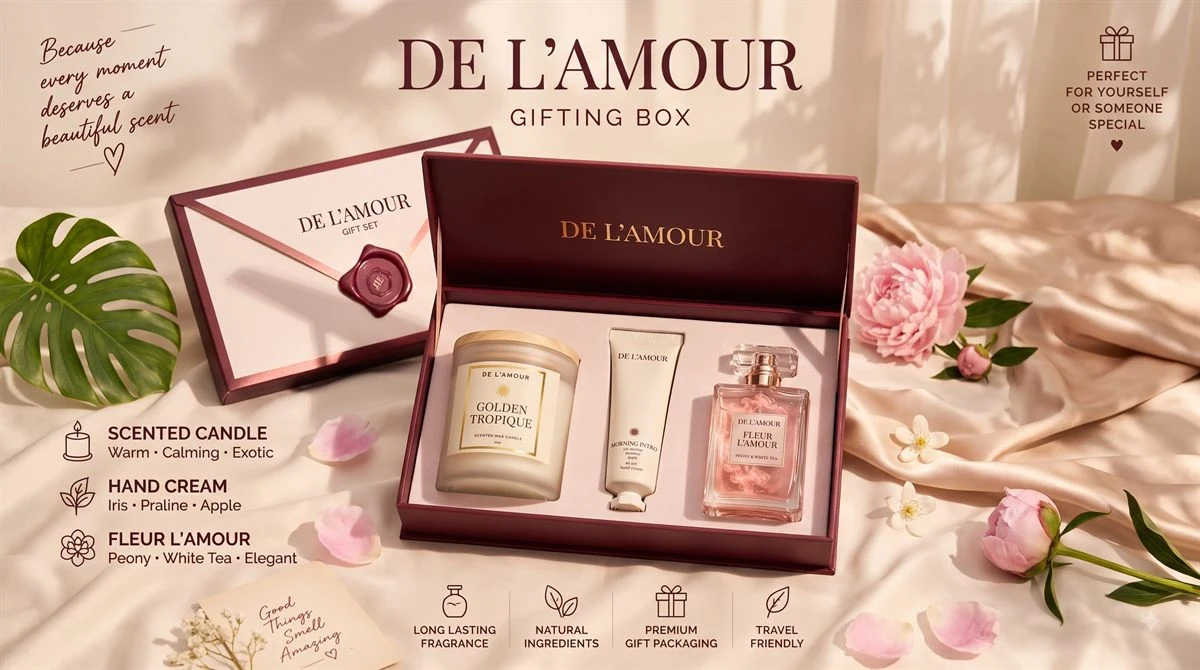 Because
every moment
deserves a
beautiful scent
DE L'AMOUR
GIFTING BOX
PERFECT
FOR YOURSELF
OR SOMEONE
SPECIAL
DE L'AMOUR
GIFT SET
DE L'AMOUR
DE L'AMOUR
GOLDEN
TROPIQUE
SCENTED WAX CANDLE
DE L'AMOUR
MORNING INTRO
hand cream
DE L'AMOUR
FLEUR
L'AMOUR
PEONY & WHITE TEA
SCENTED CANDLE
Warm • Calming • Exotic
HAND CREAM
Iris • Praline • Apple
FLEUR L'AMOUR
Peony • White Tea • Elegant
Good
Things
Smell
Amazing
LONG LASTING
FRAGRANCE
NATURAL
INGREDIENTS
PREMIUM
GIFT PACKAGING
TRAVEL
FRIENDLY